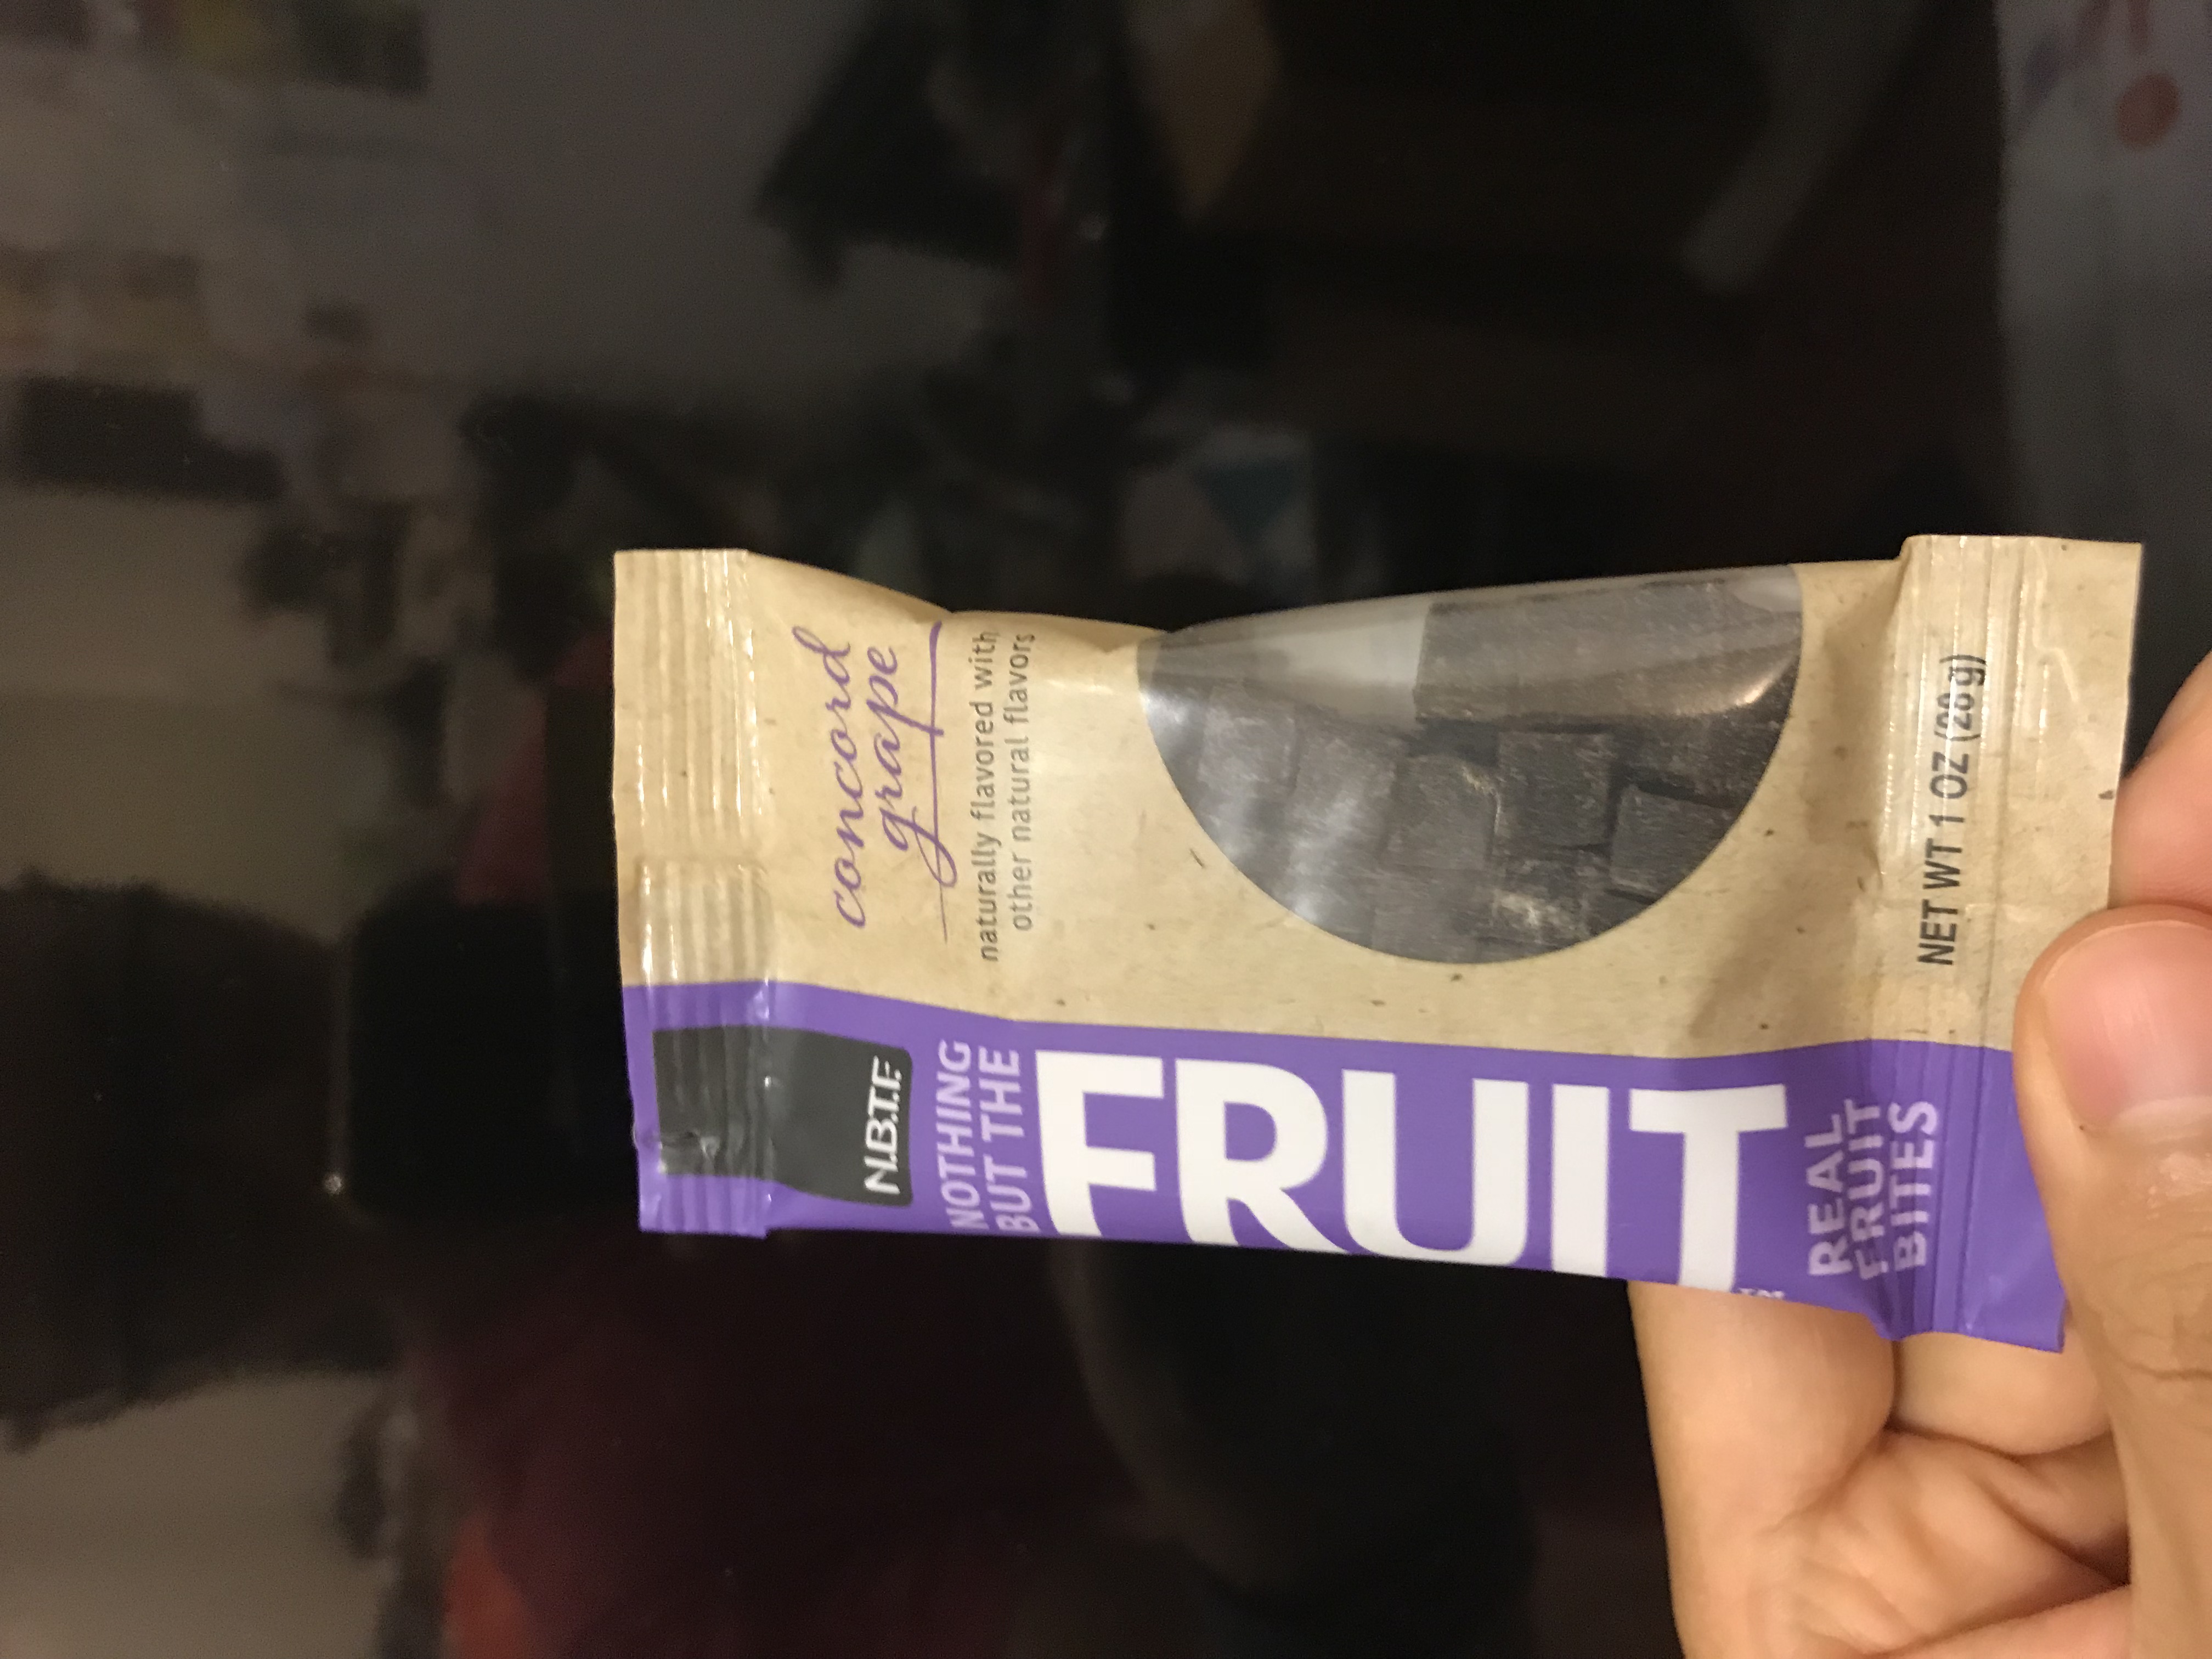 N.B.T.F.
NOTHING
BUT THE
FRUIT™
REAL
FRUIT
BITES
concord
grape
naturally flavored with
other natural flavors
NET WT 1 OZ (28 g)